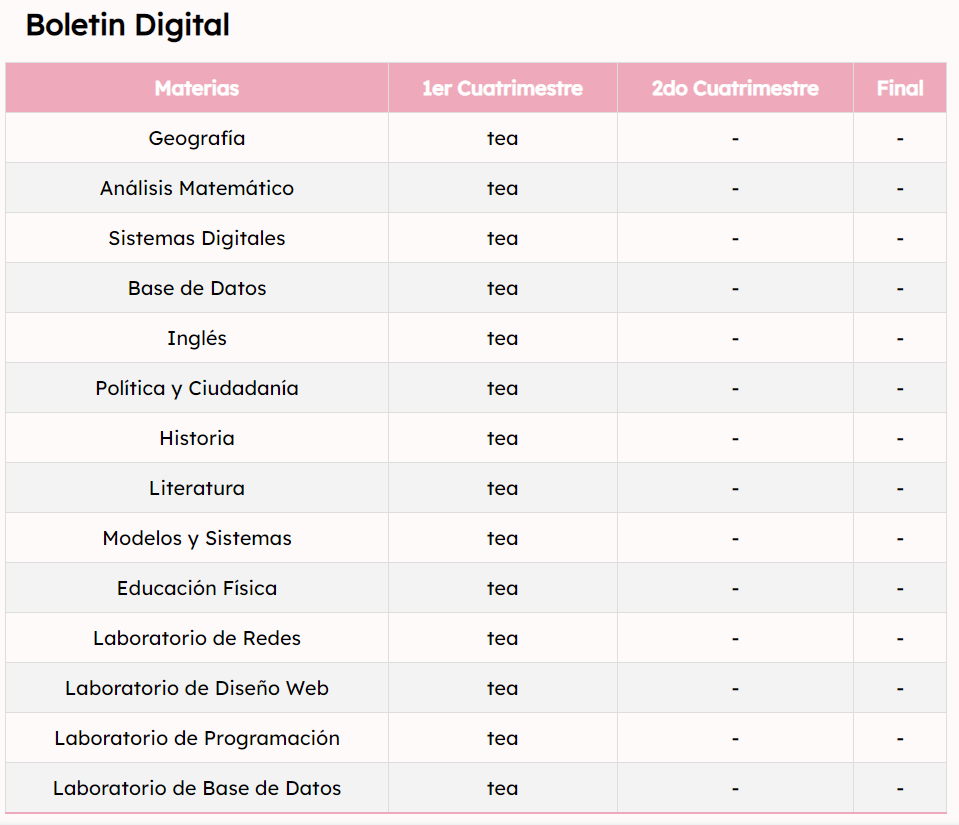 Boletin Digital
Materias 1er Cuatrimestre 2do Cuatrimestre Final
Geografía tea - -
Análisis Matemático tea - -
Sistemas Digitales tea - -
Base de Datos tea - -
Inglés tea - -
Política y Ciudadanía tea - -
Historia tea - -
Literatura tea - -
Modelos y Sistemas tea - -
Educación Física tea - -
Laboratorio de Redes tea - -
Laboratorio de Diseño Web tea - -
Laboratorio de Programación tea - -
Laboratorio de Base de Datos tea - -